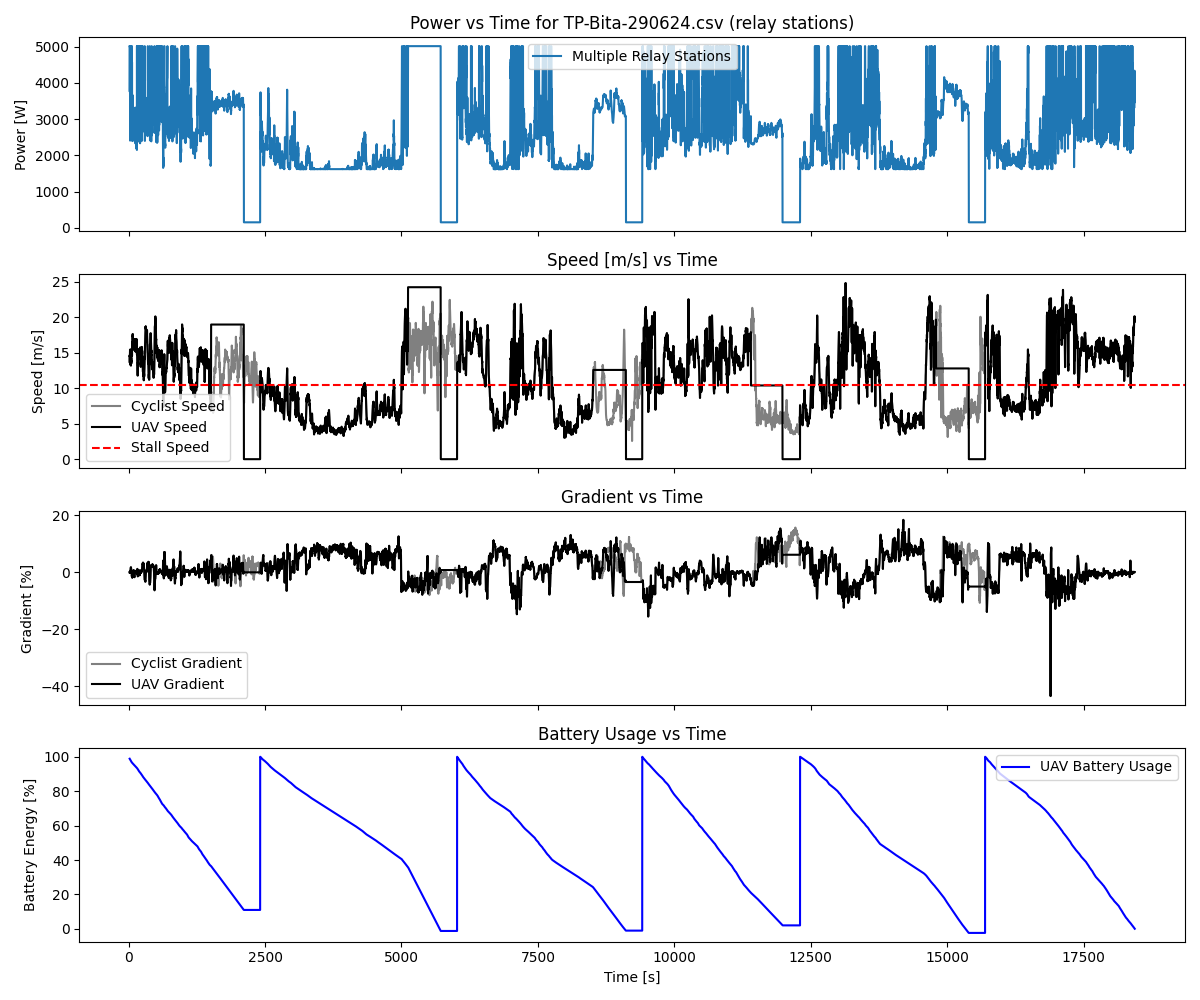 Power vs Time for TP-Bita-290624.csv (relay stations)
5000
4000
3000
2000
1000
0
Power [W]
Multiple Relay Stations
Speed [m/s] vs Time
25
20
15
10
5
0
Speed [m/s]
Cyclist Speed
UAV Speed
Stall Speed
Gradient vs Time
20
0
−20
−40
Gradient [%]
Cyclist Gradient
UAV Gradient
Battery Usage vs Time
100
80
60
40
20
0
Battery Energy [%]
UAV Battery Usage
0 2500 5000 7500 10000 12500 15000 17500
Time [s]